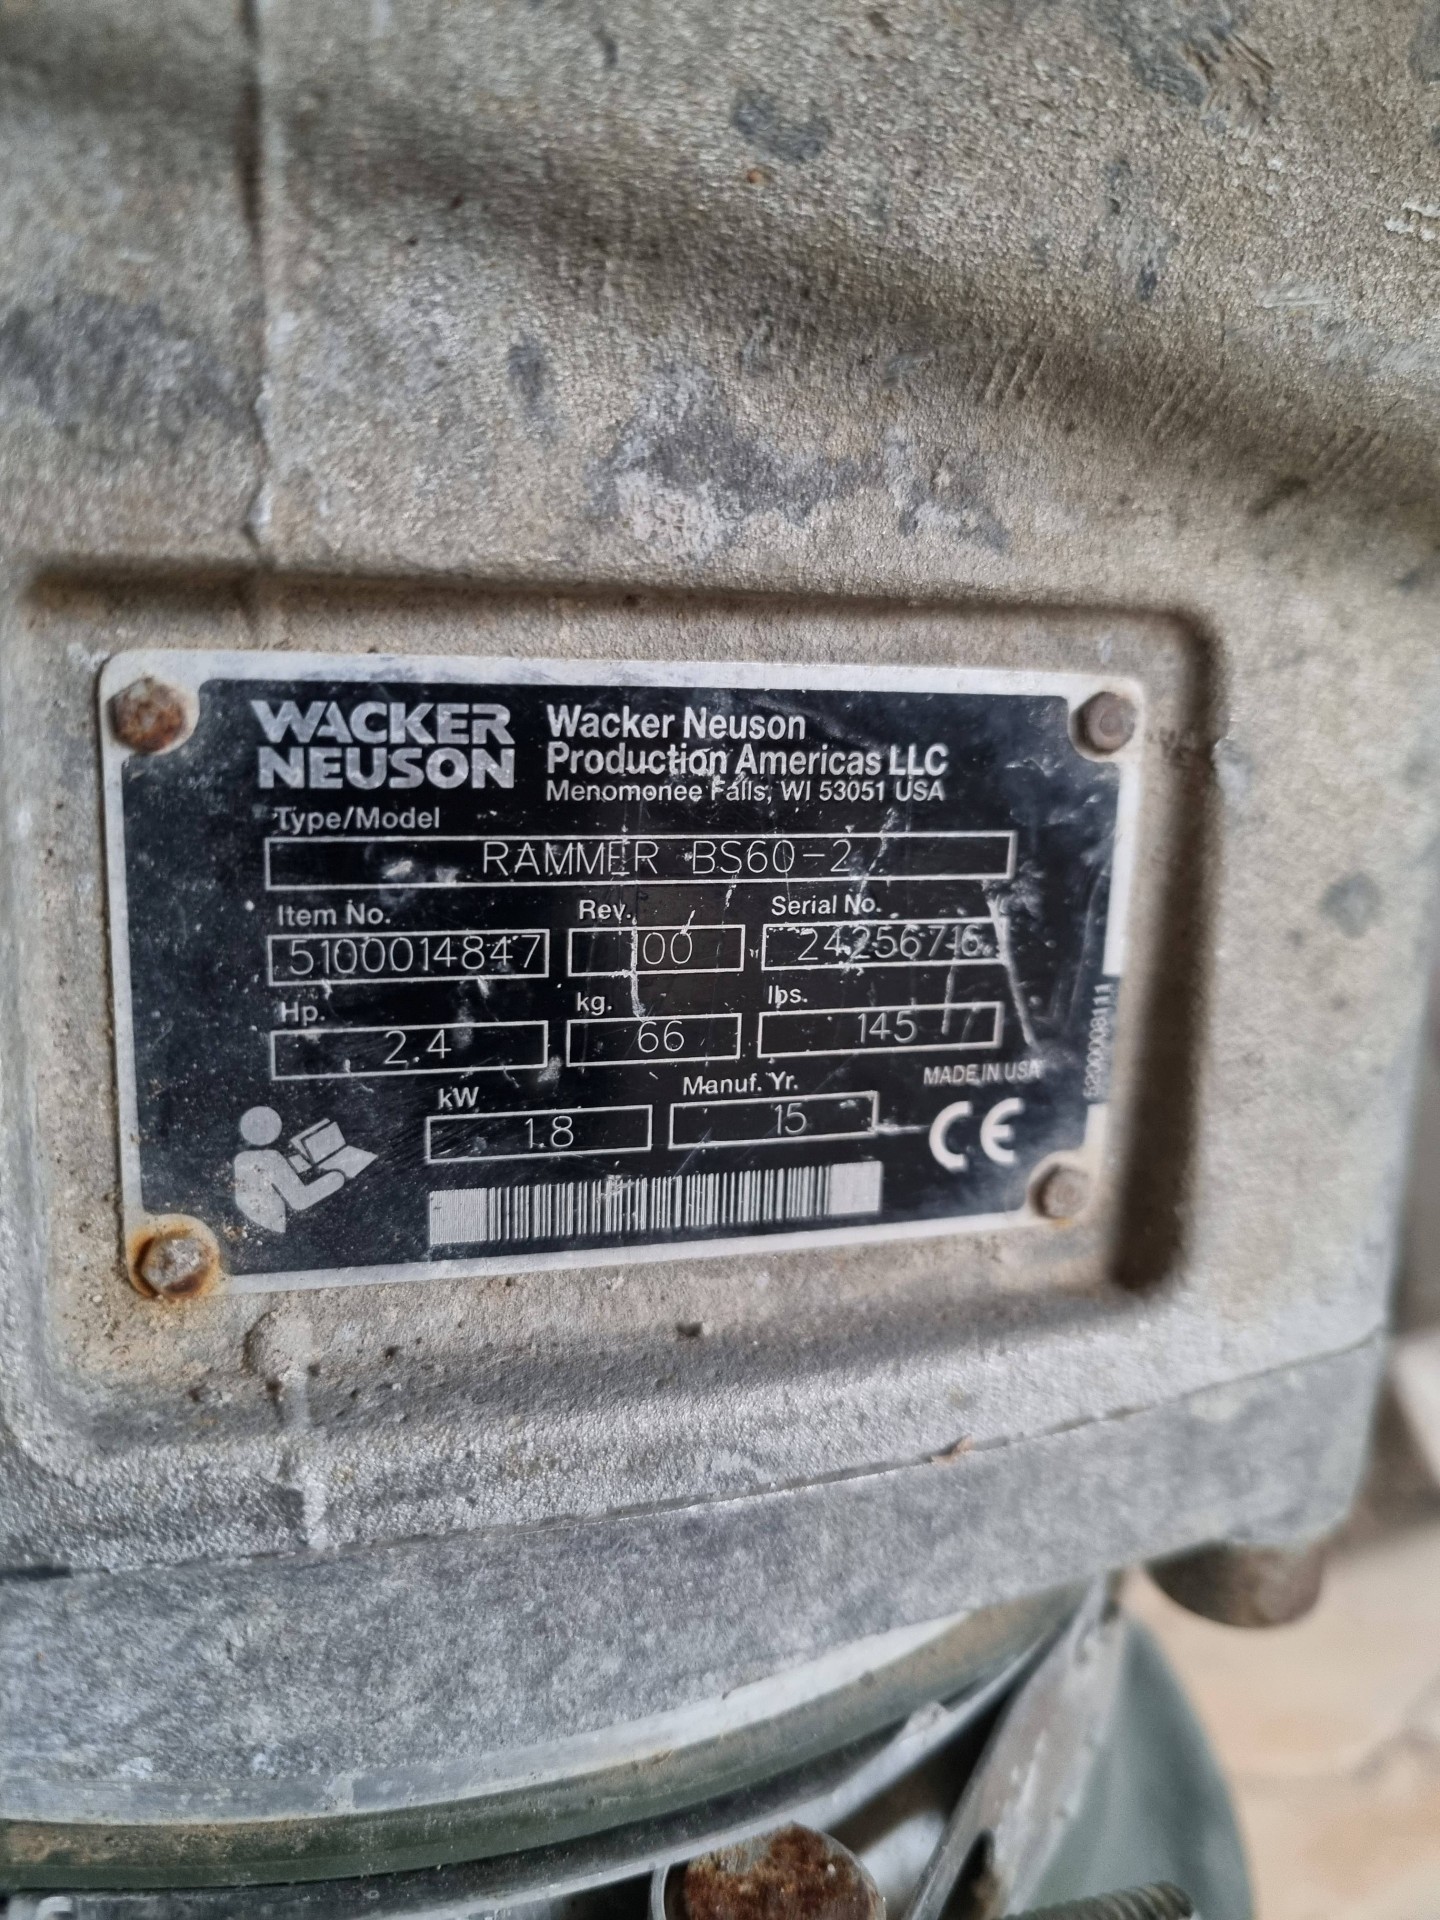 WACKER
NEUSON
Wacker Neuson
Production Americas LLC
Menomonee Falls, WI 53051 USA
Type/Model
RAMMER BS60-2
Item No. Rev. Serial No.
5100014847 00 24256716
Hp. kg. lbs.
2.4 66 145
kW Manuf. Yr. MADE IN USA
1.8 15 CE
5200008111